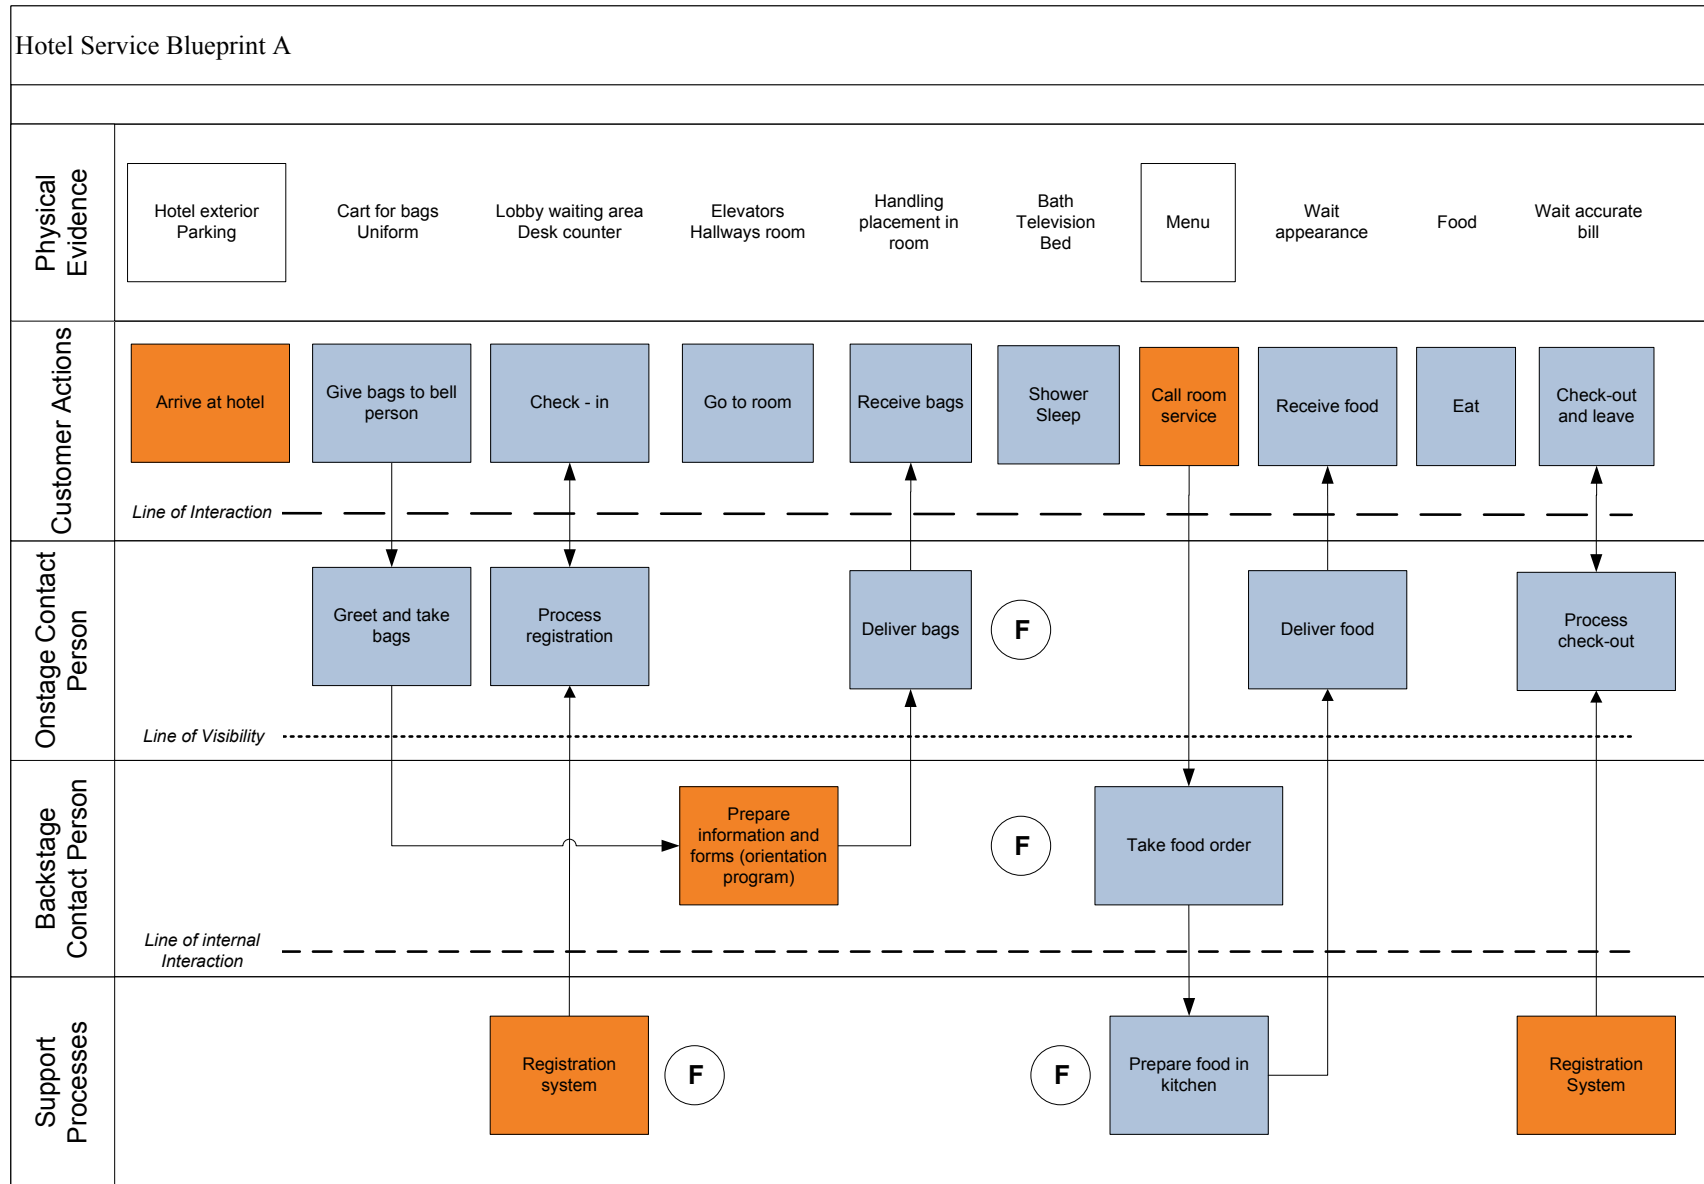 Hotel Service Blueprint A
Physical
Evidence
Hotel exterior
Parking
Cart for bags
Uniform
Lobby waiting area
Desk counter
Elevators
Hallways room
Handling
placement in
room
Bath
Television
Bed
Menu
Wait
appearance
Food
Wait accurate
bill
Customer Actions
Arrive at hotel
Give bags to bell
person
Check - in
Go to room
Receive bags
Shower
Sleep
Call room
service
Receive food
Eat
Check-out
and leave
Line of Interaction
Onstage Contact
Person
Greet and take
bags
Process
registration
Deliver bags
F
Deliver food
Process
check-out
Line of Visibility
Backstage
Contact Person
Prepare
information and
forms (orientation
program)
F
Take food order
Line of internal
Interaction
Support
Processes
Registration
system
F
F
Prepare food in
kitchen
Registration
System